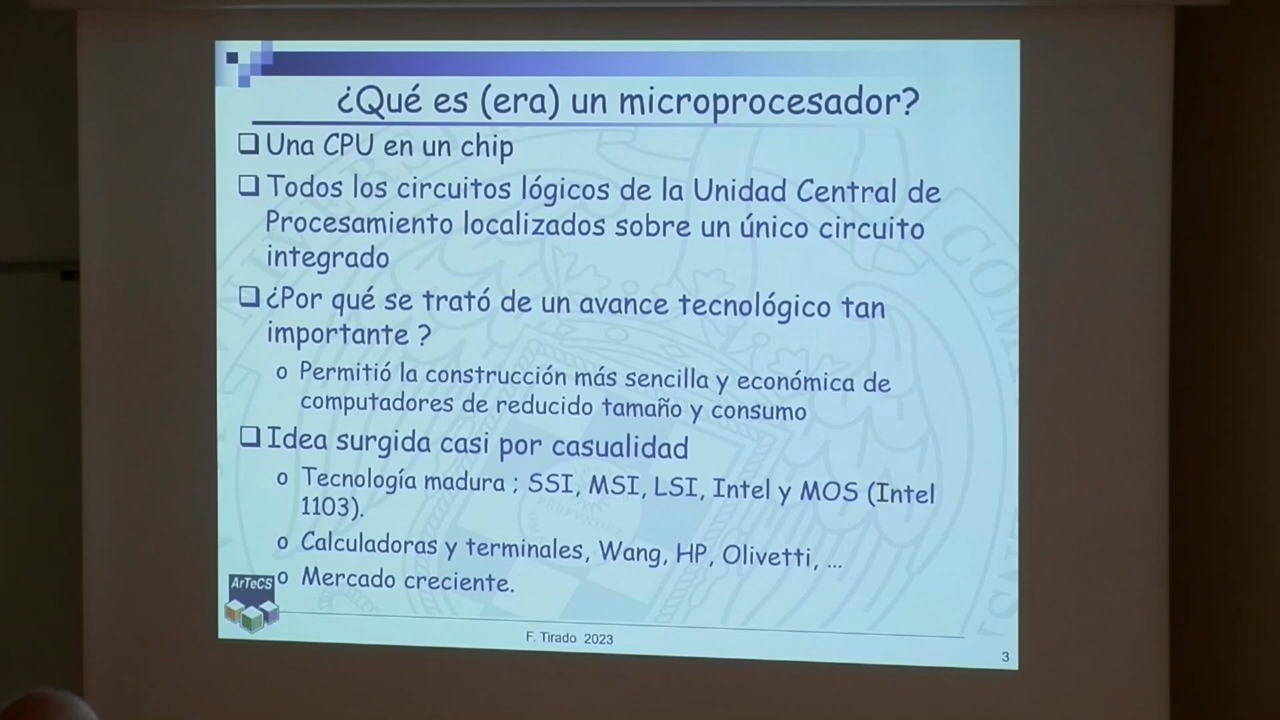 ¿Qué es (era) un microprocesador?
Una CPU en un chip
Todos los circuitos lógicos de la Unidad Central de
Procesamiento localizados sobre un único circuito
integrado
¿Por qué se trató de un avance tecnológico tan
importante ?
o Permitió la construcción más sencilla y económica de
computadores de reducido tamaño y consumo
Idea surgida casi por casualidad
o Tecnología madura ; SSI, MSI, LSI, Intel y MOS (Intel
1103).
o Calculadoras y terminales, Wang, HP, Olivetti, ...
o Mercado creciente.
ArTeCS
F. Tirado 2023
3